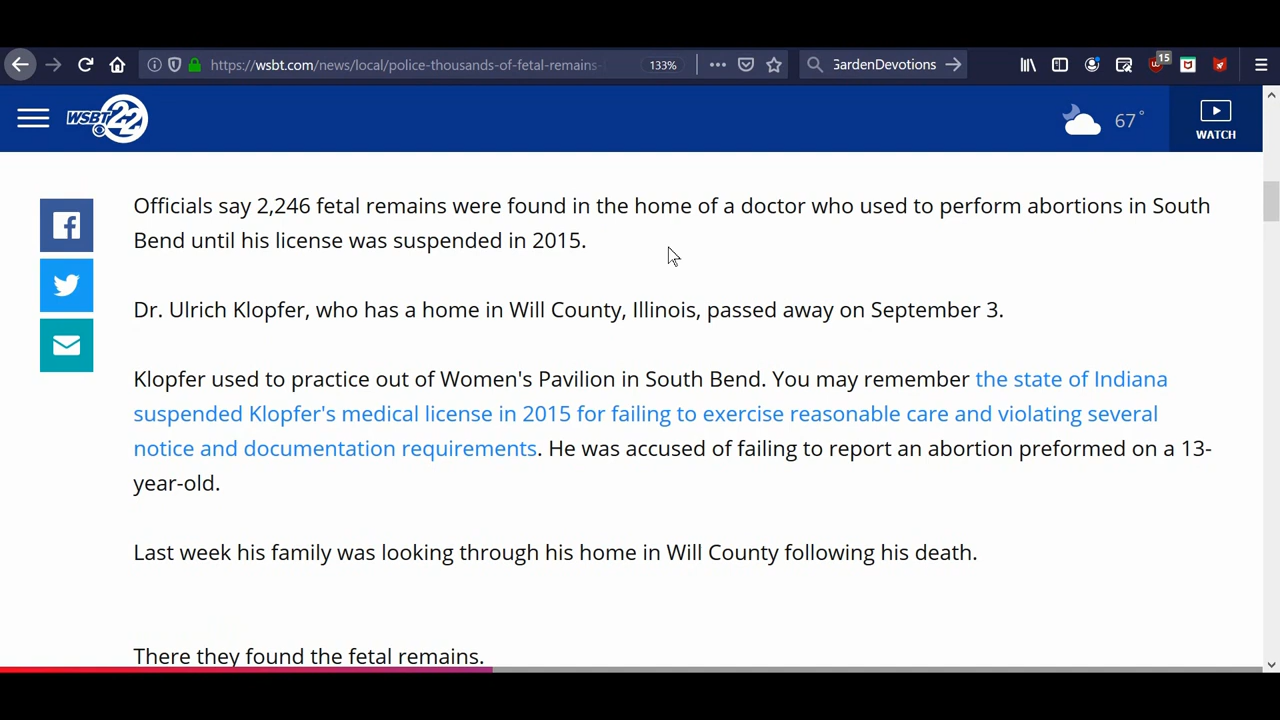 https://wsbt.com/news/local/police-thousands-of-fetal-remains-
133%
GardenDevotions
15
WSBT 22
67°
WATCH
Officials say 2,246 fetal remains were found in the home of a doctor who used to perform abortions in South
Bend until his license was suspended in 2015.
Dr. Ulrich Klopfer, who has a home in Will County, Illinois, passed away on September 3.
Klopfer used to practice out of Women's Pavilion in South Bend. You may remember the state of Indiana
suspended Klopfer's medical license in 2015 for failing to exercise reasonable care and violating several
notice and documentation requirements. He was accused of failing to report an abortion preformed on a 13-
year-old.
Last week his family was looking through his home in Will County following his death.
There they found the fetal remains.